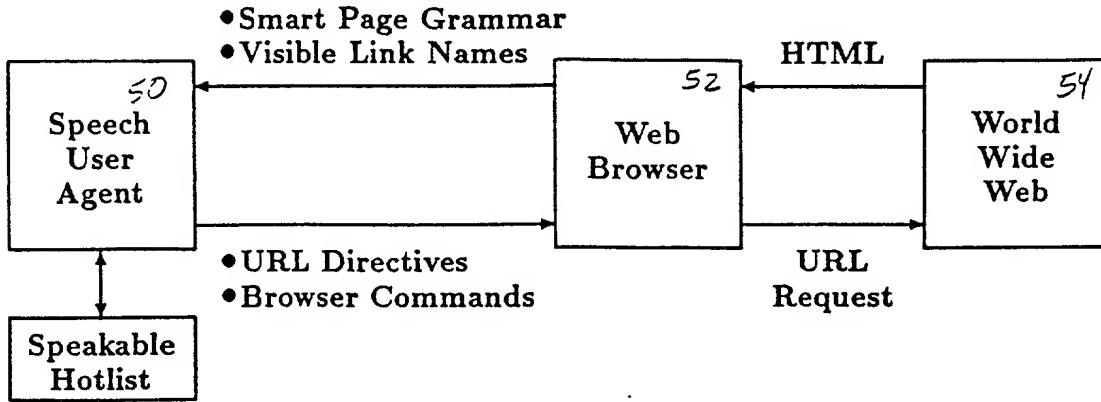 ●Smart Page Grammar
●Visible Link Names
HTML
50
Speech
User
Agent
52
Web
Browser
54
World
Wide
Web
●URL Directives
●Browser Commands
URL
Request
Speakable
Hotlist